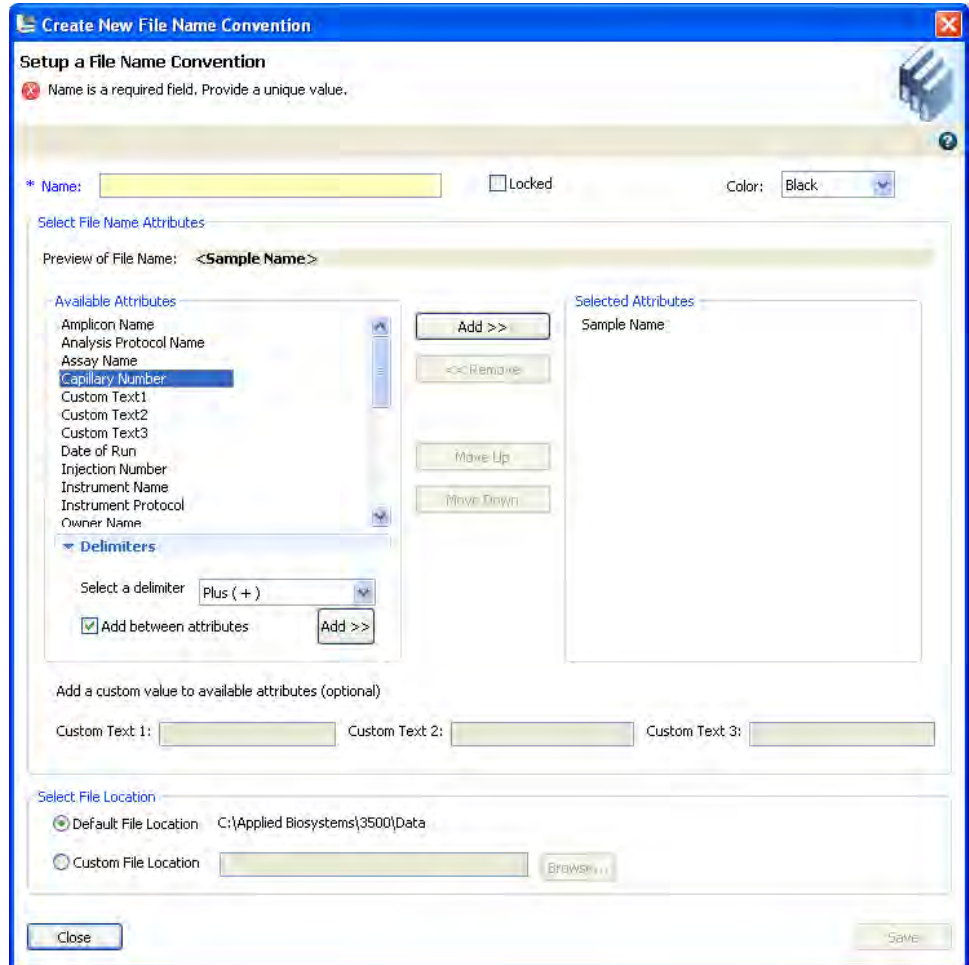 Create New File Name Convention
Setup a File Name Convention
Name is a required field. Provide a unique value.
* Name:
Locked
Color: Black
Select File Name Attributes
Preview of File Name: <Sample Name>
Available Attributes
Amplicon Name
Analysis Protocol Name
Assay Name
Capillary Number
Custom Text1
Custom Text2
Custom Text3
Date of Run
Injection Number
Instrument Name
Instrument Protocol
Owner Name
Add >>
<< Remove
Move Up
Move Down
Selected Attributes
Sample Name
Delimiters
Select a delimiter Plus ( + )
Add between attributes Add >>
Add a custom value to available attributes (optional)
Custom Text 1: Custom Text 2: Custom Text 3:
Select File Location
Default File Location C:\Applied Biosystems\3500\Data
Custom File Location Browse...
Close Save